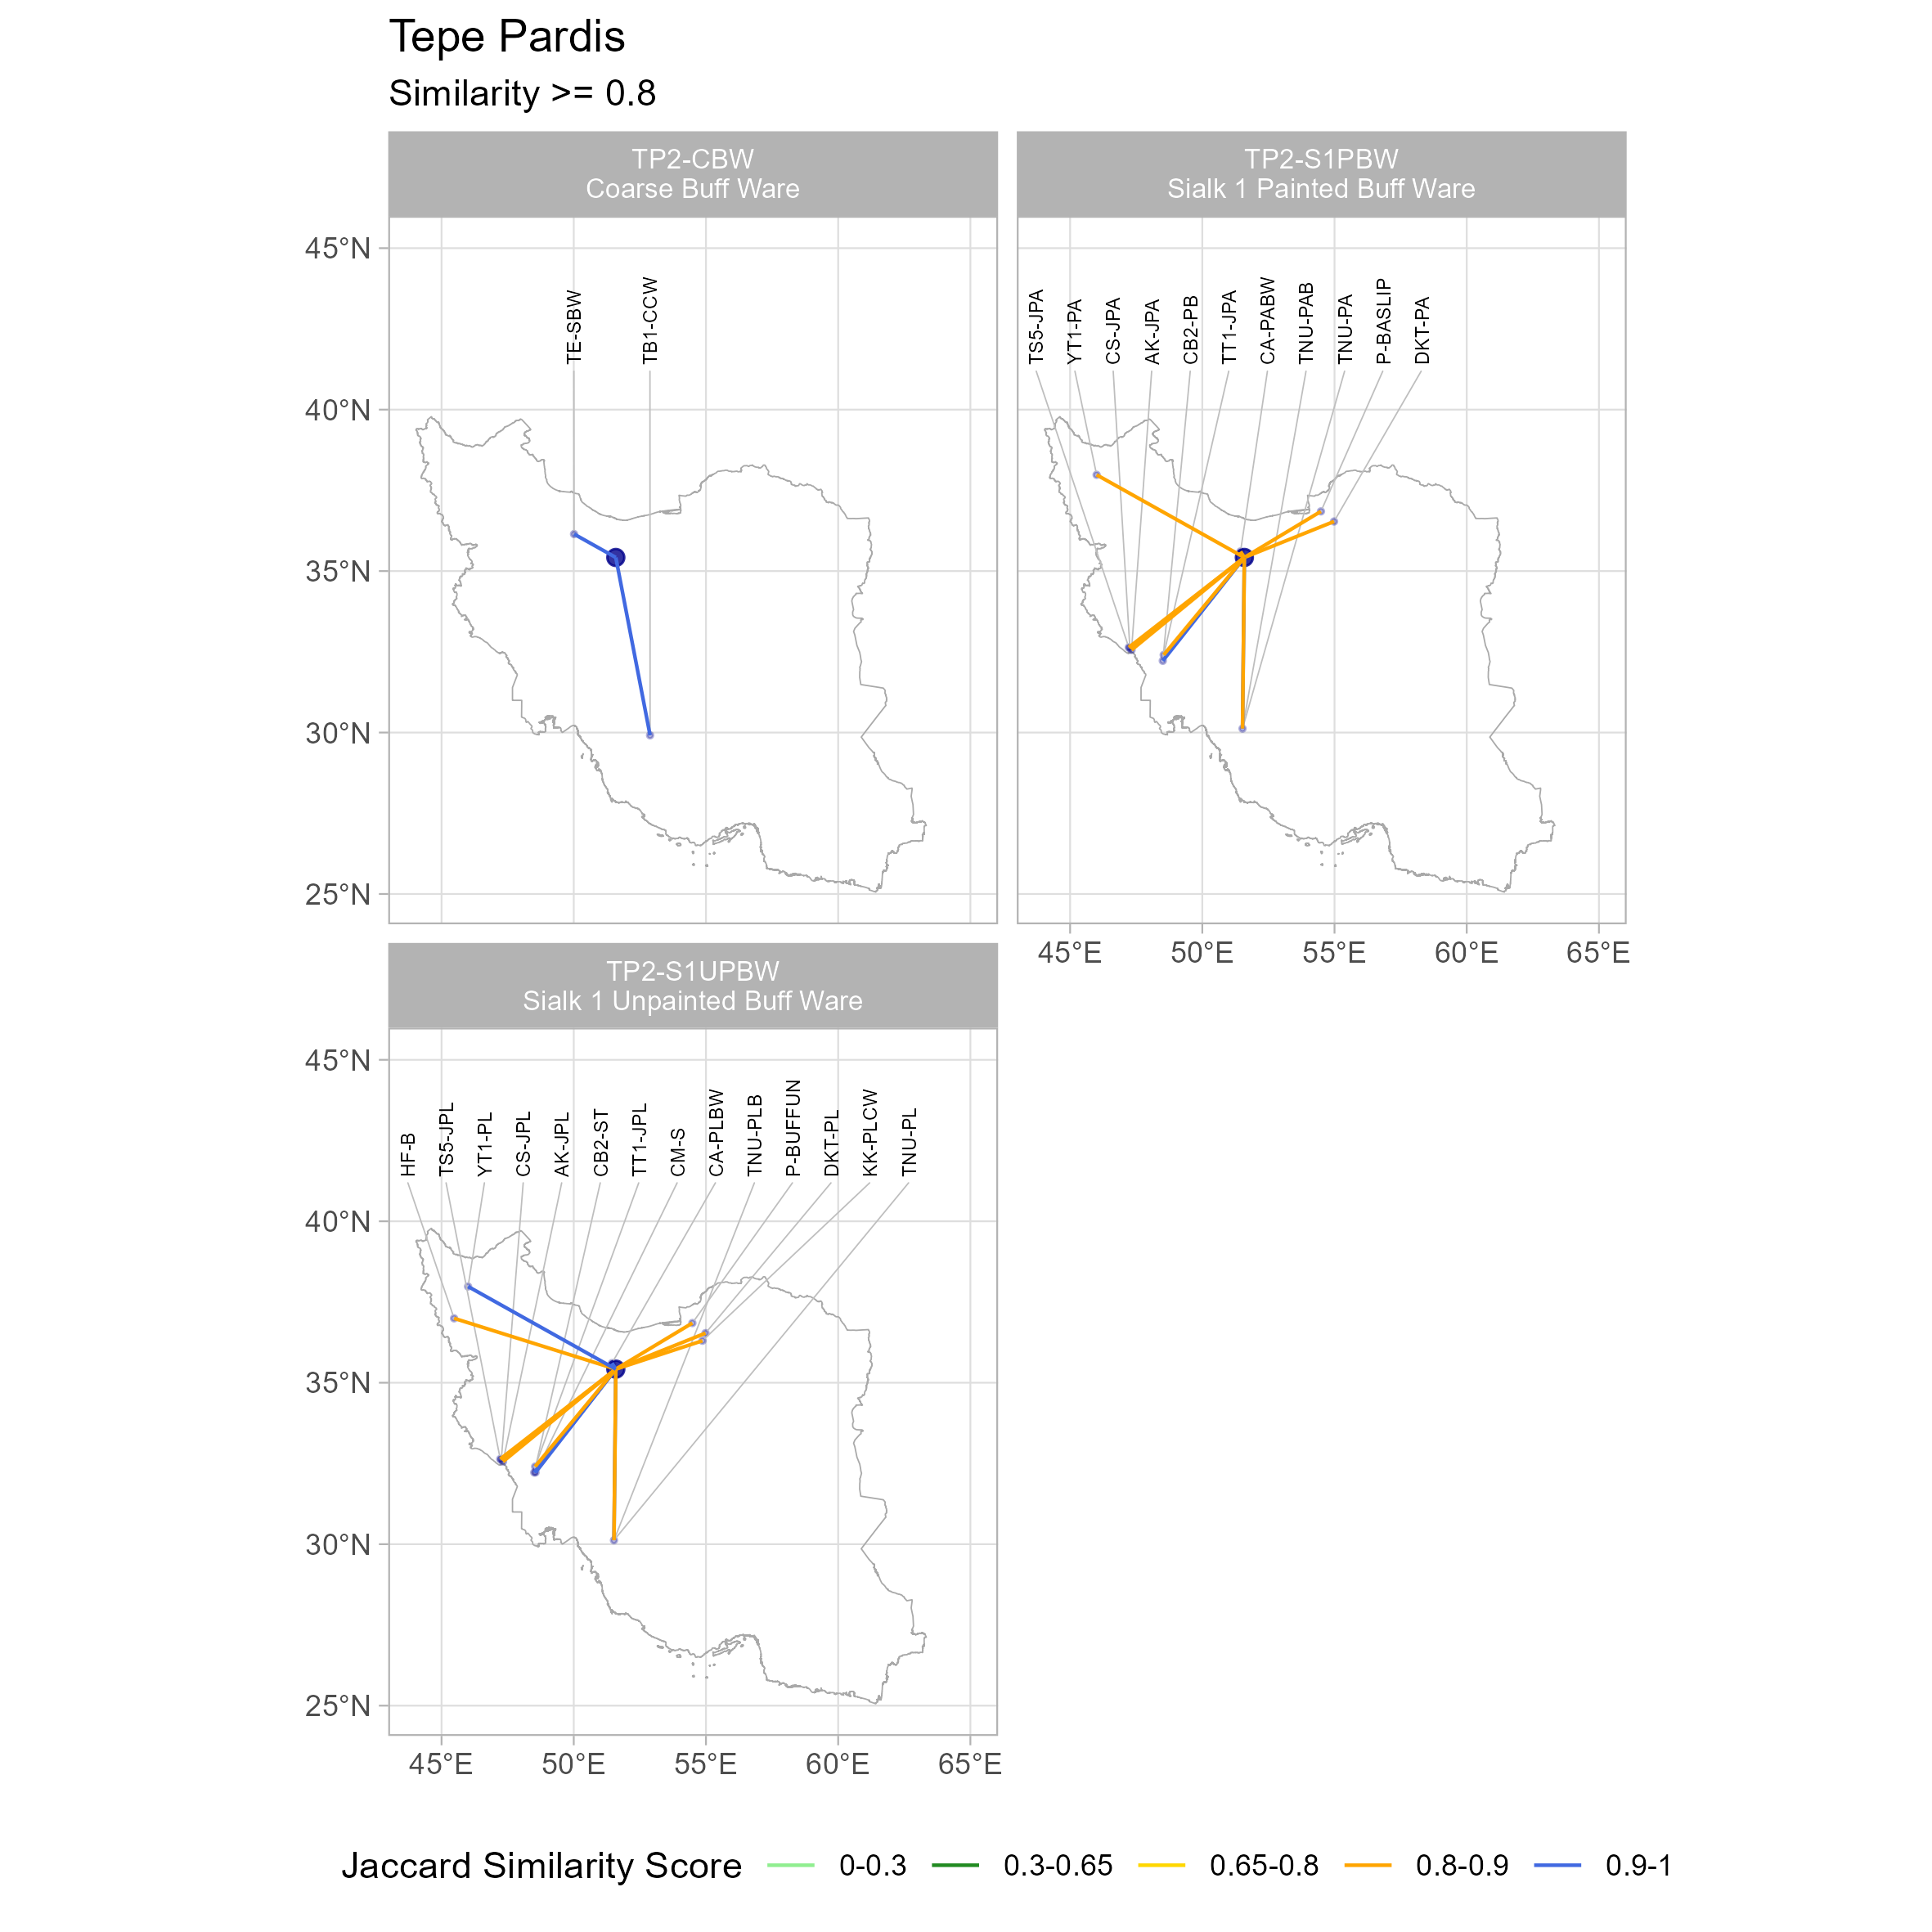 Tepe Pardis
Similarity >= 0.8
TP2-CBW
Coarse Buff Ware
TP2-S1PBW
Sialk 1 Painted Buff Ware
45°N
40°N
35°N
30°N
25°N
TE-SBW
TB1-CCW
TS5-JPA
YT1-PA
CS-JPA
AK-JPA
CB2-PB
TT1-JPA
CA-PABW
TNU-PAB
TNU-PA
P-BASLIP
DKT-PA
45°E
50°E
55°E
60°E
65°E
TP2-S1UPBW
Sialk 1 Unpainted Buff Ware
45°N
40°N
35°N
30°N
25°N
HF-B
TS5-JPL
YT1-PL
CS-JPL
AK-JPL
CB2-ST
TT1-JPL
CM-S
CA-PLBW
TNU-PLB
P-BUFFUN
DKT-PL
KK-PLCW
TNU-PL
45°E
50°E
55°E
60°E
65°E
Jaccard Similarity Score 0-0.3 0.3-0.65 0.65-0.8 0.8-0.9 0.9-1